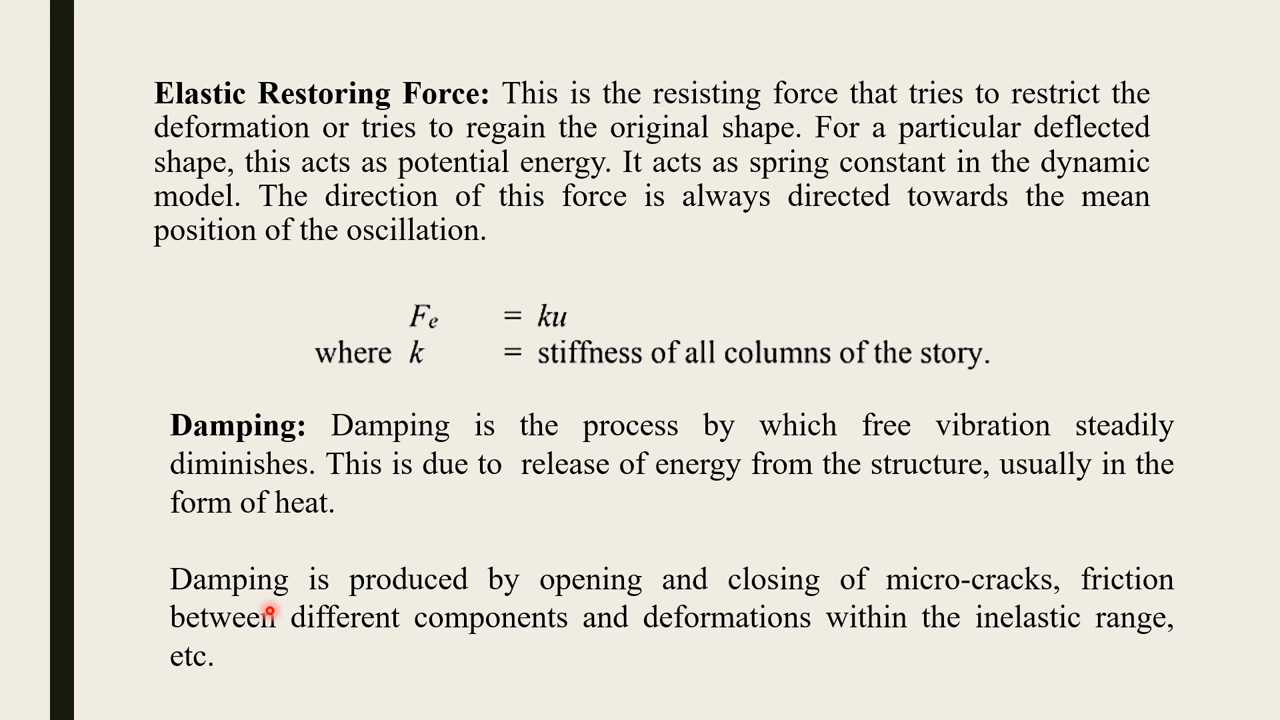 Elastic Restoring Force: This is the resisting force that tries to restrict the
deformation or tries to regain the original shape. For a particular deflected
shape, this acts as potential energy. It acts as spring constant in the dynamic
model. The direction of this force is always directed towards the mean
position of the oscillation.
Fe = ku
where k = stiffness of all columns of the story.
Damping: Damping is the process by which free vibration steadily
diminishes. This is due to release of energy from the structure, usually in the
form of heat.
Damping is produced by opening and closing of micro-cracks, friction
between different components and deformations within the inelastic range,
etc.